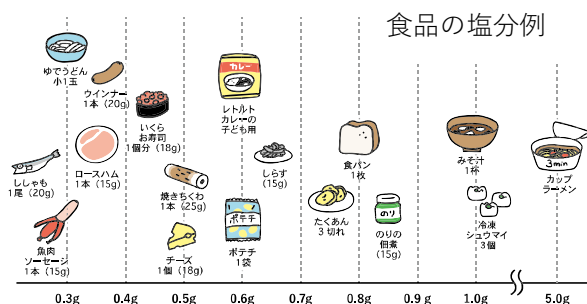 食品の塩分例
ゆでうどん
小1玉
ウインナー
1本（20g）
いくら
お寿司
1個分（18g）
カレー
レトルト
カレーの
子ども用
ししゃも
1尾（20g）
ロースハム
1本（15g）
焼きちくわ
1本（25g）
しらす
（15g）
食パン
1枚
みそ汁
1杯
3min
カップ
ラーメン
魚肉
ソーセージ
1本（15g）
チーズ
1個（18g）
ポテチ
ポテチ
1袋
たくあん
3切れ
のり
のりの
佃煮
（15g）
冷凍
シュウマイ
3個
0.3g
0.4g
0.5g
0.6g
0.7g
0.8g
0.9g
1.0g
5.0g